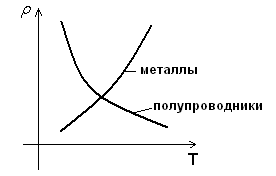 ρ
металлы
полупроводники
T